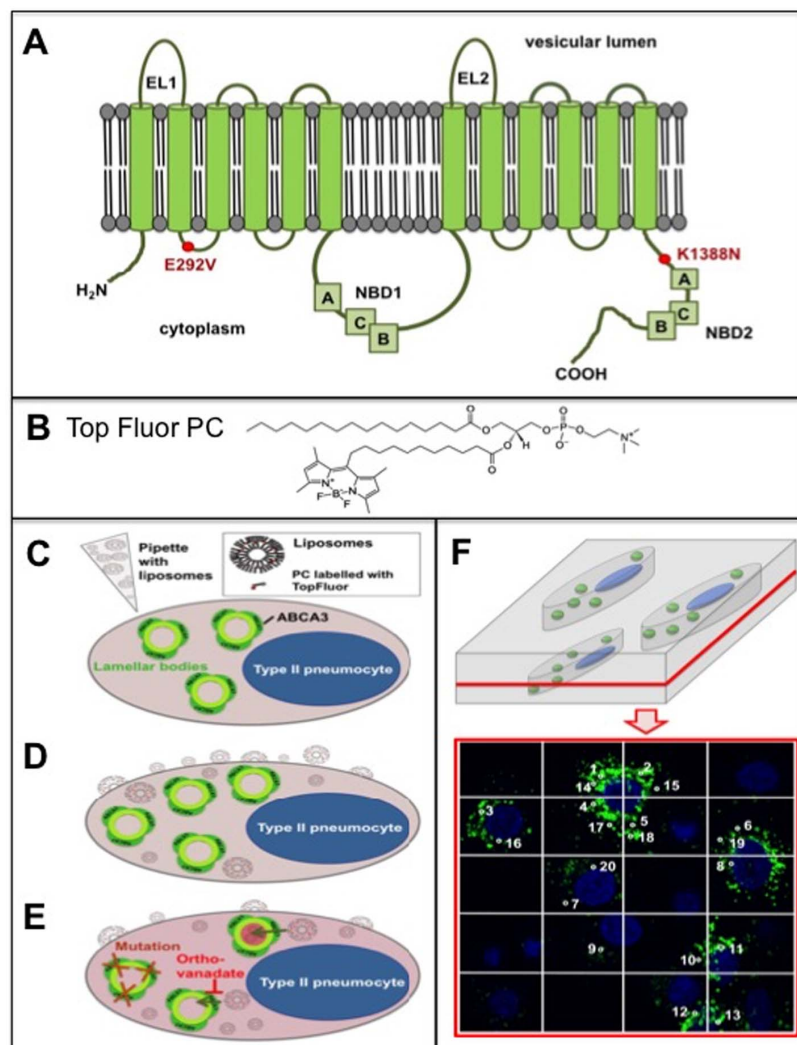 A
vesicular lumen
EL1
EL2
E292V
K1388N
H₂N
A
C
B
NBD1
A
C
B
NBD2
cytoplasm
COOH
B
Top Fluor PC
O
O
O
O
P
O
O⁻
N⁺
H
O
O
N⁺
N
B⁻
F
F
C
Pipette
with
liposomes
Liposomes
PC labelled with
TopFluor
ABCA3
Lamellar bodies
Type II pneumocyte
D
Type II pneumocyte
E
Mutation
Ortho-
vanadate
Type II pneumocyte
F
1
2
14
15
3
4
5
17
18
16
6
19
8
20
7
9
10
11
12
13